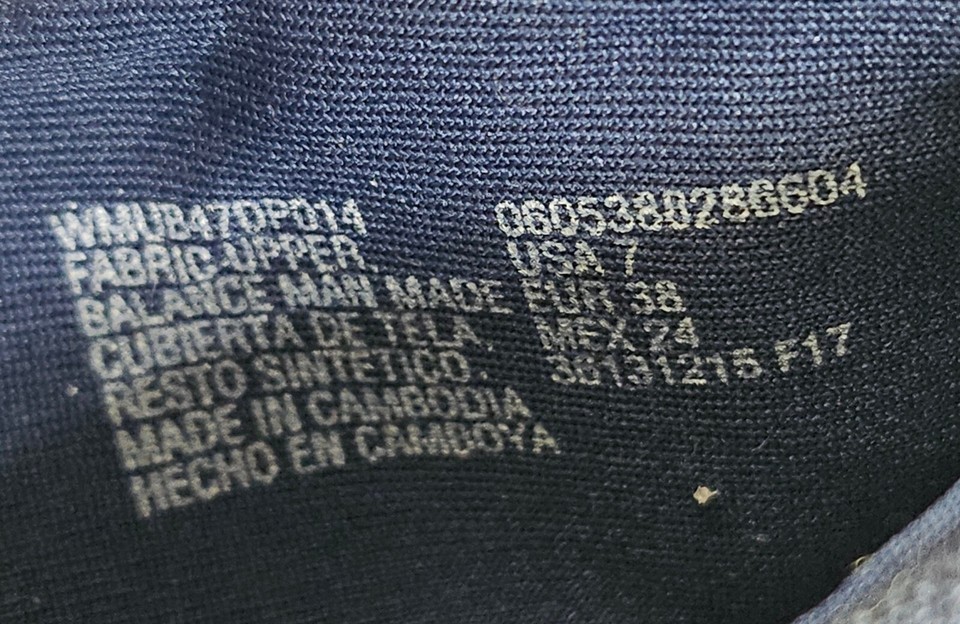 WMUB47OP014
FABRIC UPPER,
BALANCE MAN MADE
CUBIERTA DE TELA,
RESTO SINTETICO.
MADE IN CAMBODIA
HECHO EN CAMBOYA
USA 7
EUR 38
MEX 24
F17